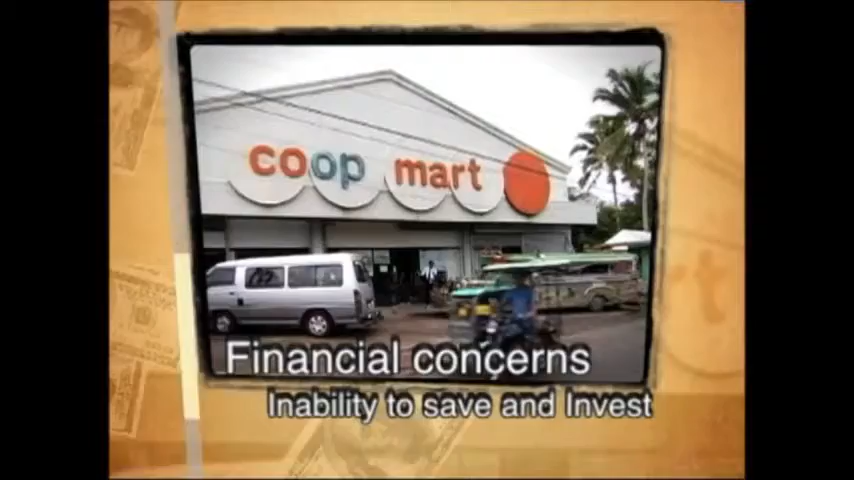 coop mart
Financial concerns
Inability to save and Invest